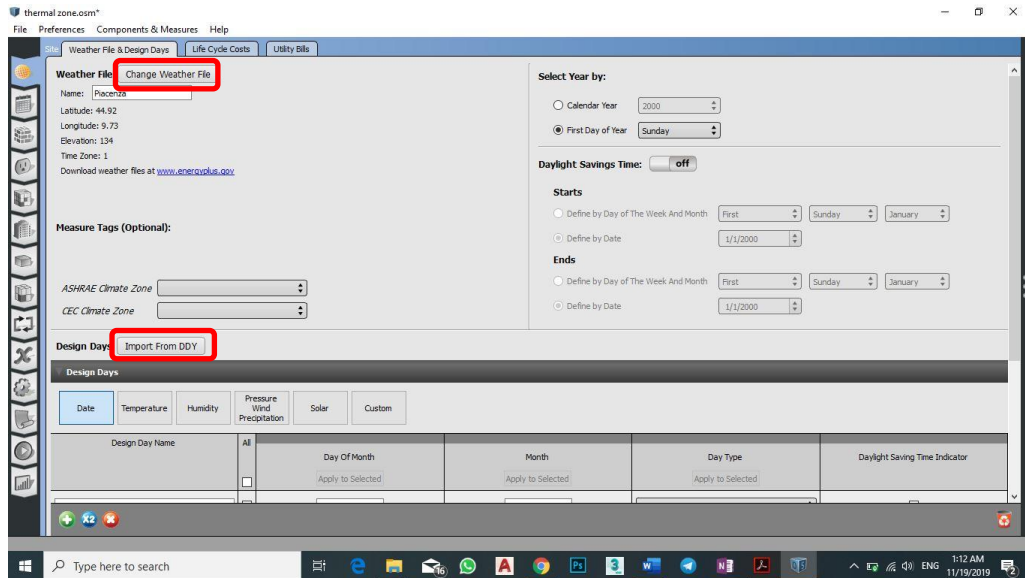 thermal zone.osm*
File Preferences Components & Measures Help
Site Weather File & Design Days Life Cycle Costs Utility Bills
Weather File Change Weather File
Name: Piacenza
Latitude: 44.92
Longitude: 9.73
Elevation: 134
Time Zone: 1
Download weather files at www.energyplus.gov
Measure Tags (Optional):
ASHRAE Climate Zone
CEC Climate Zone
Select Year by:
Calendar Year 2000
First Day of Year Sunday
Daylight Savings Time: off
Starts
Define by Day of The Week And Month First Sunday January
Define by Date 1/1/2000
Ends
Define by Day of The Week And Month First Sunday January
Define by Date 1/1/2000
Design Days Import From DDY
Design Days
Date Temperature Humidity Pressure Wind Precipitation Solar Custom
Design Day Name All Day Of Month Month Day Type Daylight Saving Time Indicator
Apply to Selected Apply to Selected Apply to Selected
X2
Type here to search
16
Ps
3
ENG
1:12 AM
11/19/2019
2